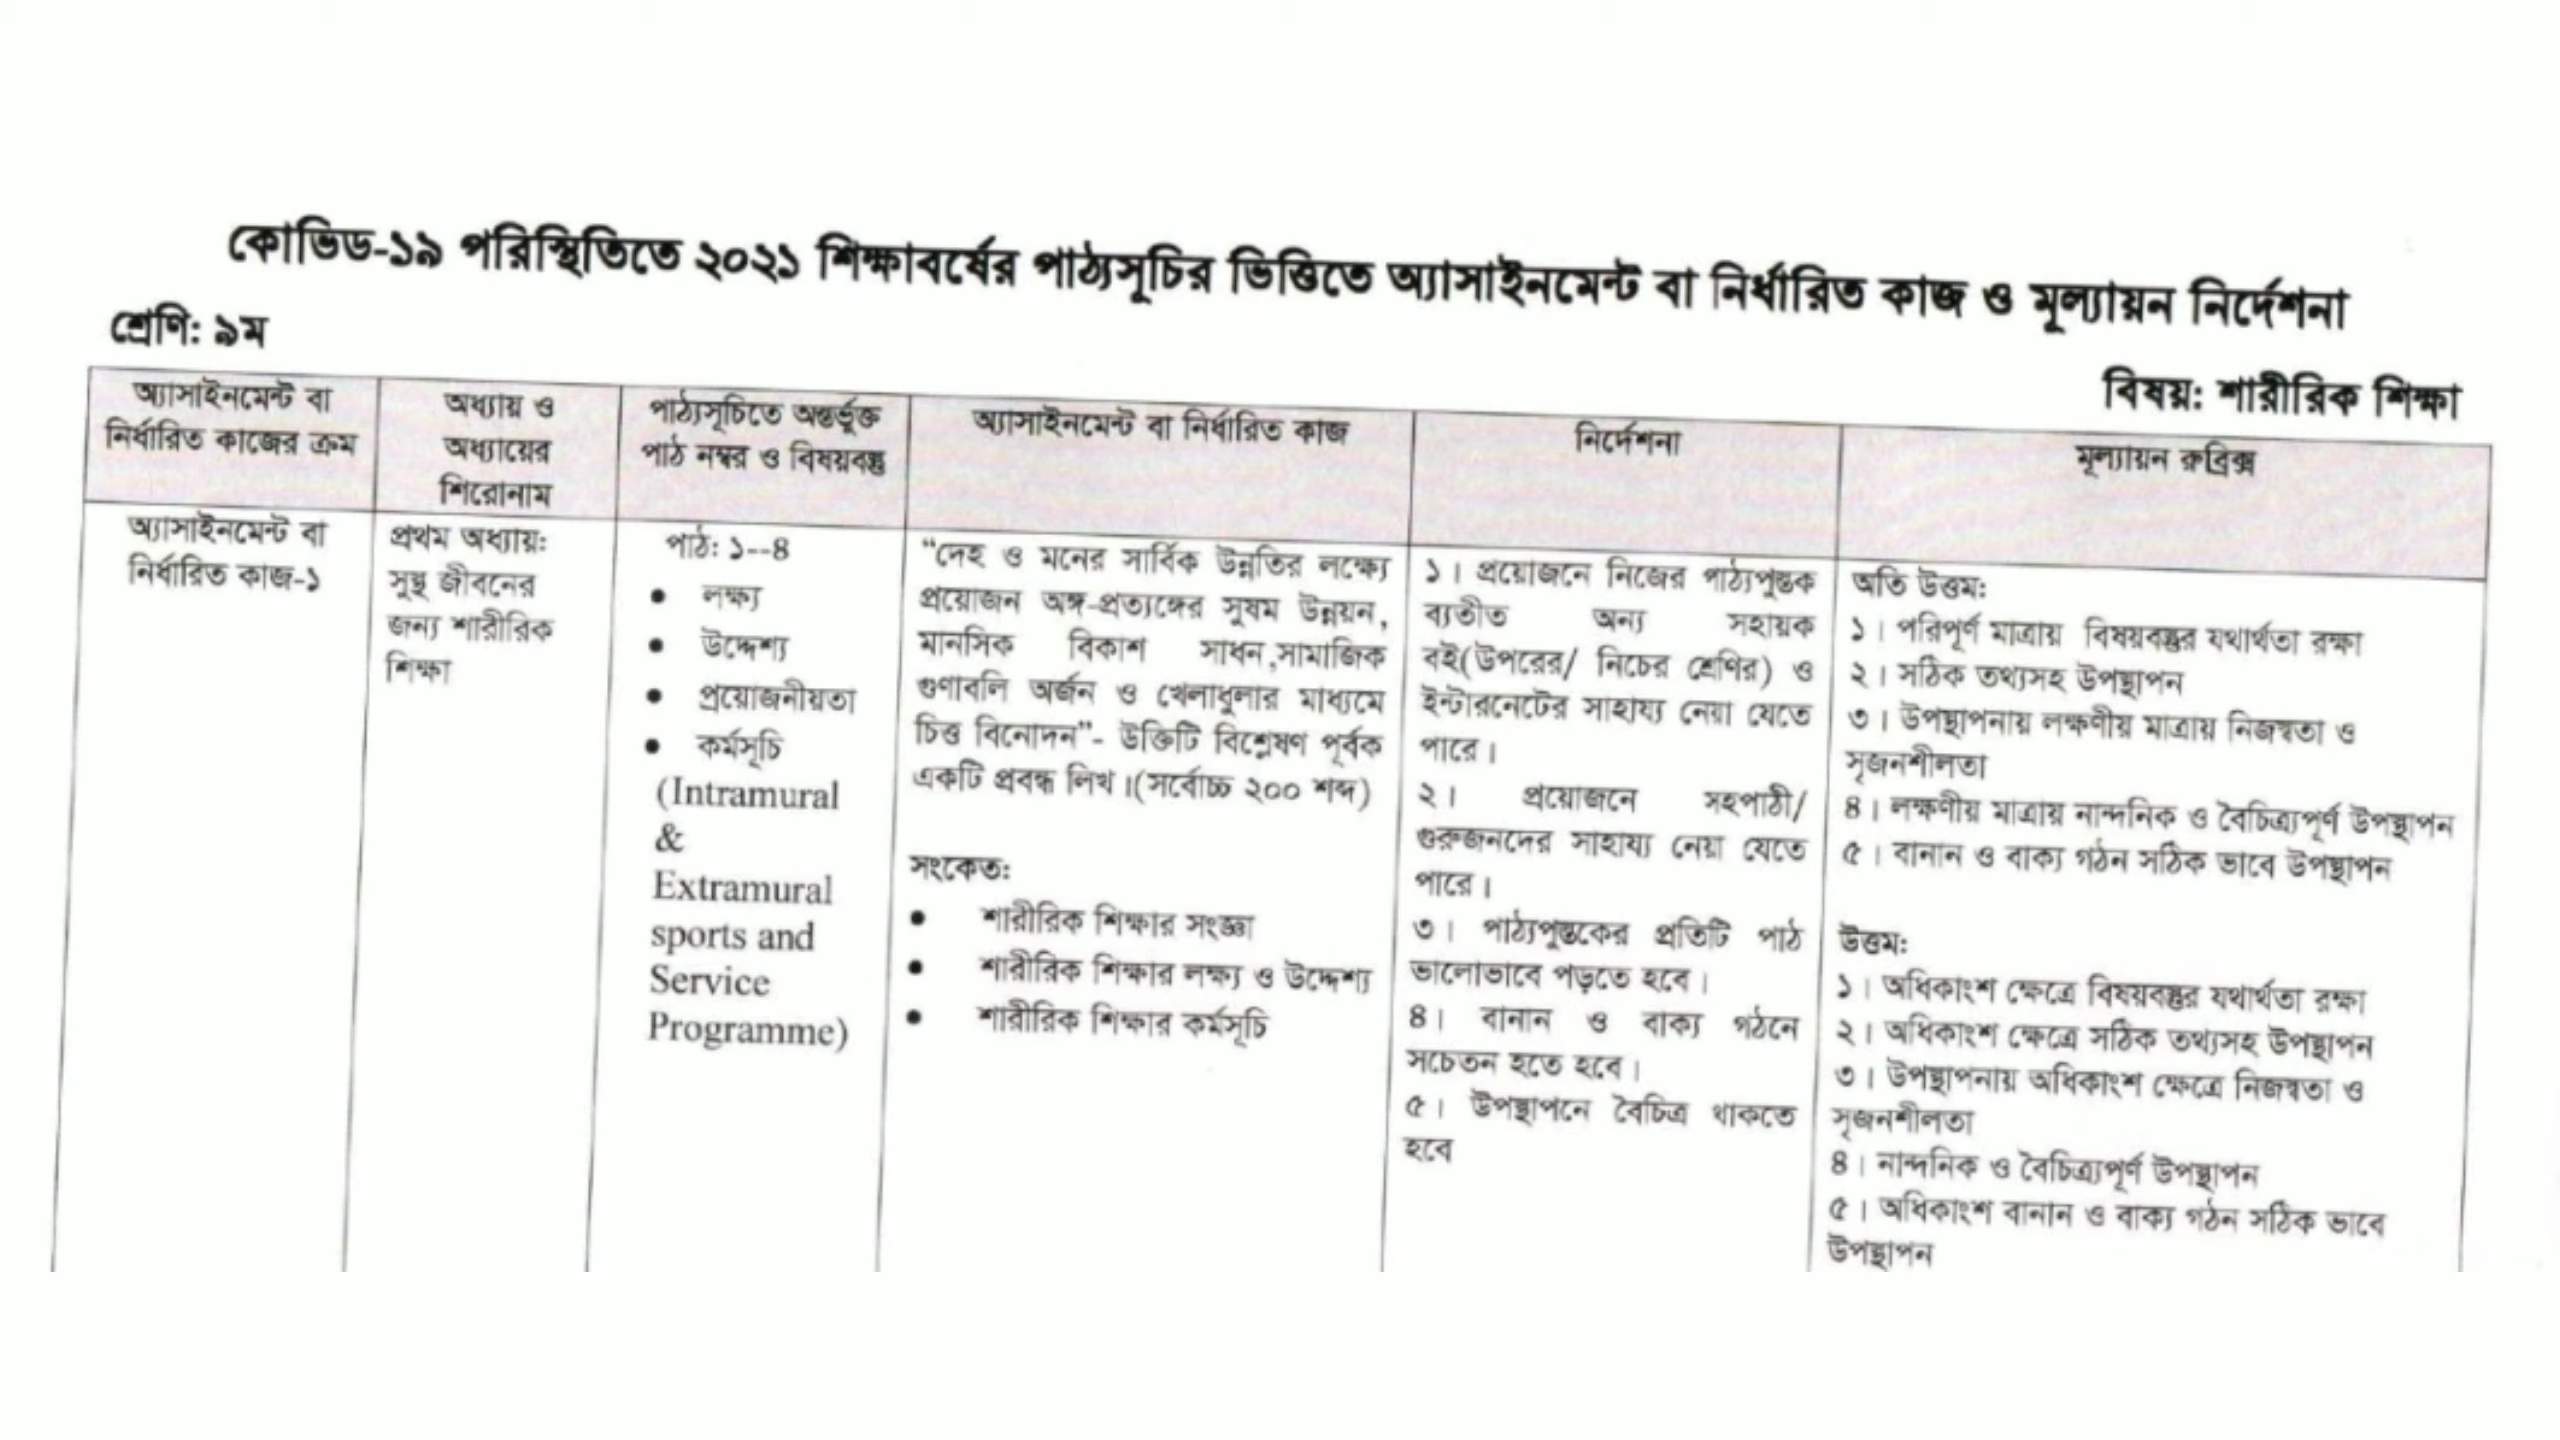 কোভিড-১৯ পরিস্থিতিতে ২০২১ শিক্ষাবর্ষের পাঠ্যসূচির ভিত্তিতে অ্যাসাইনমেন্ট বা নির্ধারিত কাজ ও মূল্যায়ন নির্দেশনা
শ্রেণি: ৯ম
বিষয়: শারীরিক শিক্ষা
অ্যাসাইনমেন্ট বা
নির্ধারিত কাজের ক্রম
অধ্যায় ও
অধ্যায়ের
শিরোনাম
পাঠ্যসূচিতে অন্তর্ভুক্ত
পাঠ নম্বর ও বিষয়বস্তু
অ্যাসাইনমেন্ট বা নির্ধারিত কাজ
নির্দেশনা
মূল্যায়ন রুব্রিক্স
অ্যাসাইনমেন্ট বা
নির্ধারিত কাজ-১
প্রথম অধ্যায়:
সুস্থ জীবনের
জন্য শারীরিক
শিক্ষা
পাঠ: ১--৪
• লক্ষ্য
• উদ্দেশ্য
• প্রয়োজনীয়তা
• কর্মসূচি
(Intramural
&
Extramural
sports and
Service
Programme)
“দেহ ও মনের সার্বিক উন্নতির লক্ষ্যে
প্রয়োজন অঙ্গ-প্রত্যঙ্গের সুষম উন্নয়ন,
মানসিক বিকাশ সাধন,সামাজিক
গুণাবলি অর্জন ও খেলাধুলার মাধ্যমে
চিত্ত বিনোদন”- উক্তিটি বিশ্লেষণ পূর্বক
একটি প্রবন্ধ লিখ।(সর্বোচ্চ ২০০ শব্দ)
সংকেত:
• শারীরিক শিক্ষার সংজ্ঞা
• শারীরিক শিক্ষার লক্ষ্য ও উদ্দেশ্য
• শারীরিক শিক্ষার কর্মসূচি
১। প্রয়োজনে নিজের পাঠ্যপুস্তক
ব্যতীত অন্য সহায়ক
বই(উপরের/ নিচের শ্রেণির) ও
ইন্টারনেটের সাহায্য নেয়া যেতে
পারে।
২। প্রয়োজনে সহপাঠী/
গুরুজনদের সাহায্য নেয়া যেতে
পারে।
৩। পাঠ্যপুস্তকের প্রতিটি পাঠ
ভালোভাবে পড়তে হবে।
৪। বানান ও বাক্য গঠনে
সচেতন হতে হবে।
৫। উপস্থাপনে বৈচিত্র থাকতে
হবে
অতি উত্তম:
১। পরিপূর্ণ মাত্রায় বিষয়বস্তুর যথার্থতা রক্ষা
২। সঠিক তথ্যসহ উপস্থাপন
৩। উপস্থাপনায় লক্ষণীয় মাত্রায় নিজস্বতা ও
সৃজনশীলতা
৪। লক্ষণীয় মাত্রায় নান্দনিক ও বৈচিত্র্যপূর্ণ উপস্থাপন
৫। বানান ও বাক্য গঠন সঠিক ভাবে উপস্থাপন
উত্তম:
১। অধিকাংশ ক্ষেত্রে বিষয়বস্তুর যথার্থতা রক্ষা
২। অধিকাংশ ক্ষেত্রে সঠিক তথ্যসহ উপস্থাপন
৩। উপস্থাপনায় অধিকাংশ ক্ষেত্রে নিজস্বতা ও
সৃজনশীলতা
৪। নান্দনিক ও বৈচিত্র্যপূর্ণ উপস্থাপন
৫। অধিকাংশ বানান ও বাক্য গঠন সঠিক ভাবে
উপস্থাপন